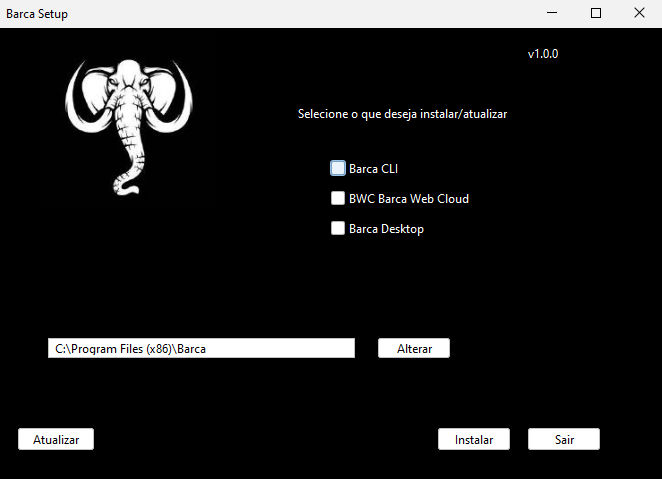 Barca Setup
v1.0.0
Selecione o que deseja instalar/atualizar
Barca CLI
BWC Barca Web Cloud
Barca Desktop
C:\Program Files (x86)\Barca
Alterar
Atualizar
Instalar
Sair